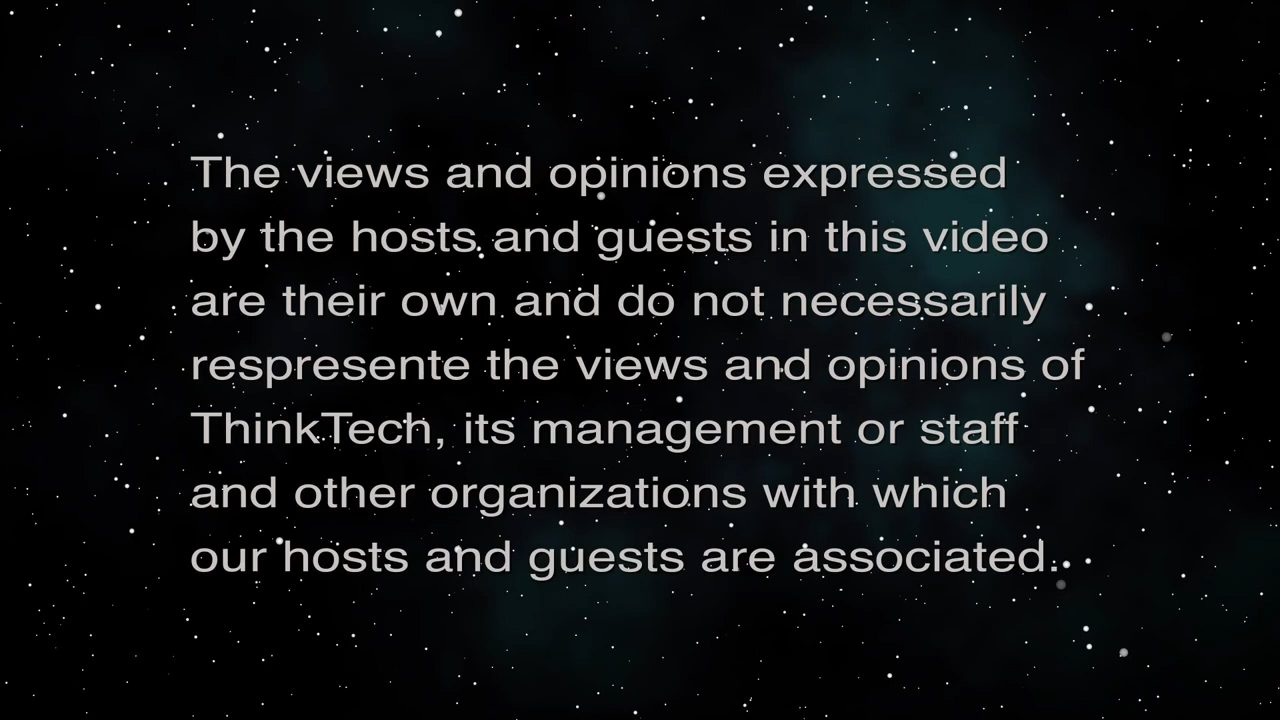 The views and opinions expressed
by the hosts and guests in this video
are their own and do not necessarily
respresente the views and opinions of
ThinkTech, its management or staff
and other organizations with which
our hosts and guests are associated.